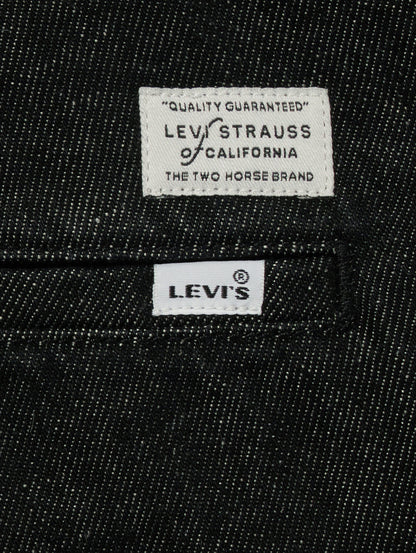 "QUALITY GUARANTEED"
LEVI STRAUSS
of CALIFORNIA
THE TWO HORSE BRAND
®
LEVI'S